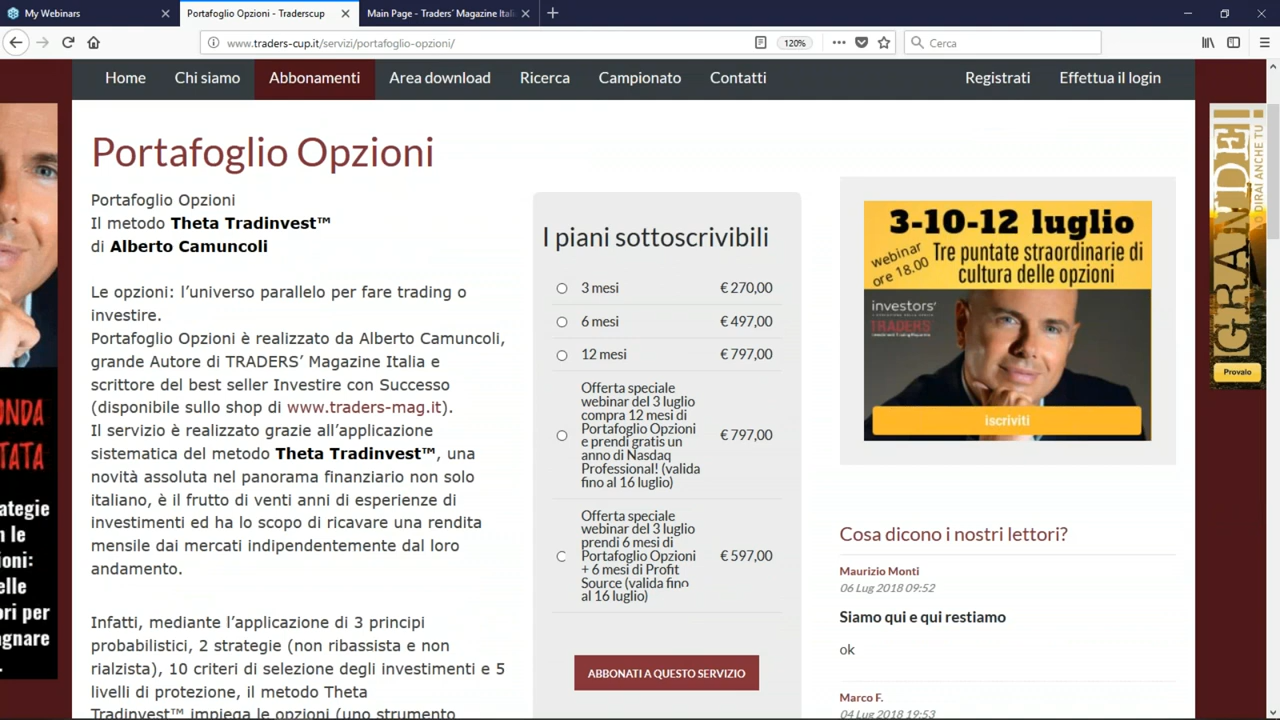 My Webinars
Portafoglio Opzioni - Traderscup
Main Page - Traders' Magazine Itali
www.traders-cup.it/servizi/portafoglio-opzioni/
120%
Cerca
Home
Chi siamo
Abbonamenti
Area download
Ricerca
Campionato
Contatti
Registrati
Effettua il login
Portafoglio Opzioni
Portafoglio Opzioni
Il metodo Theta Tradinvest™
di Alberto Camuncoli
Le opzioni: l'universo parallelo per fare trading o
investire.
Portafoglio Opzioni è realizzato da Alberto Camuncoli,
grande Autore di TRADERS' Magazine Italia e
scrittore del best seller Investire con Successo
(disponibile sullo shop di www.traders-mag.it).
Il servizio è realizzato grazie all'applicazione
sistematica del metodo Theta Tradinvest™, una
novità assoluta nel panorama finanziario non solo
italiano, è il frutto di venti anni di esperienze di
investimenti ed ha lo scopo di ricavare una rendita
mensile dai mercati indipendentemente dal loro
andamento.
Infatti, mediante l'applicazione di 3 principi
probabilistici, 2 strategie (non ribassista e non
rialzista), 10 criteri di selezione degli investimenti e 5
livelli di protezione, il metodo Theta
Tradinvest™ impiega le opzioni (uno strumento
I piani sottoscrivibili
3 mesi € 270,00
6 mesi € 497,00
12 mesi € 797,00
Offerta speciale
webinar del 3 luglio
compra 12 mesi di
Portafoglio Opzioni
e prendi gratis un
anno di Nasdaq
Professional! (valida
fino al 16 luglio)
€ 797,00
Offerta speciale
webinar del 3 luglio
prendi 6 mesi di
Portafoglio Opzioni
+ 6 mesi di Profit
Source (valida fino
al 16 luglio)
€ 597,00
ABBONATI A QUESTO SERVIZIO
3-10-12 luglio
webinar
ore 18.00
Tre puntate straordinarie di
cultura delle opzioni
investors'
TRADERS'
iscriviti
Cosa dicono i nostri lettori?
Maurizio Monti
06 Lug 2018 09:52
Siamo qui e qui restiamo
ok
Marco F.
04 Lug 2018 19:53
ONDA
TATA
ategie
n le
ioni:
elle
ori per
agnare
GRANDE!
LO DIRAI ANCHE TU!
Provalo